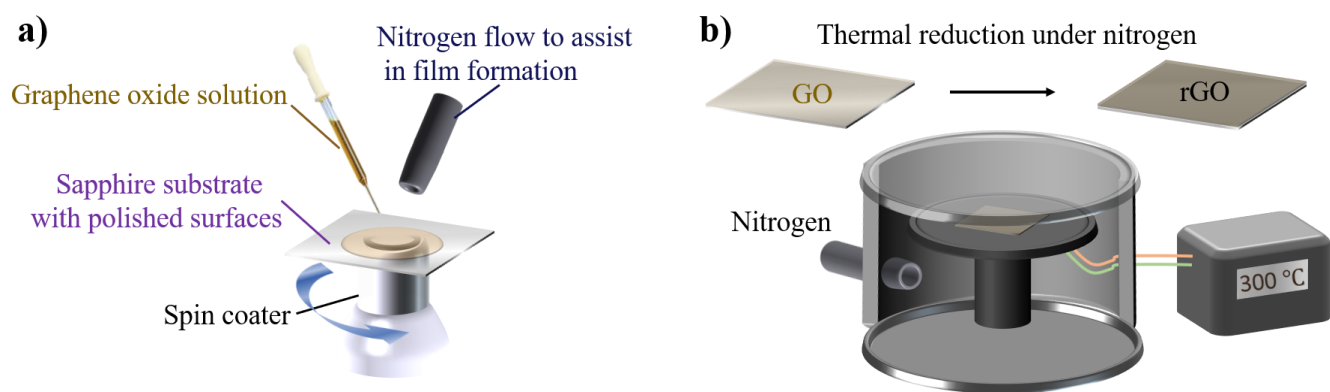 a)
Nitrogen flow to assist
in film formation
Graphene oxide solution
Sapphire substrate
with polished surfaces
Spin coater
b)
Thermal reduction under nitrogen
GO
rGO
Nitrogen
300 °C